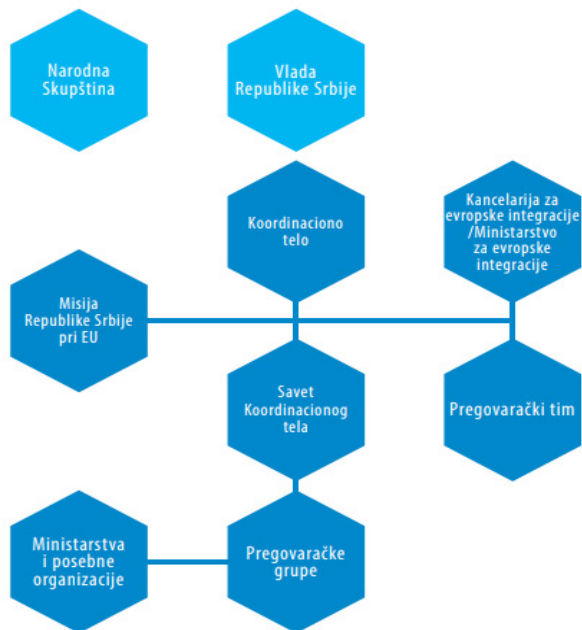 Narodna
Skupština
Vlada
Republike Srbije
Koordinaciono
telo
Kancelarija za
evropske integracije
/Ministarstvo
za evropske
integracije
Misija
Republike Srbije
pri EU
Savet
Koordinacionog
tela
Pregovarački tim
Ministarstva
i posebne
organizacije
Pregovaračke
grupe